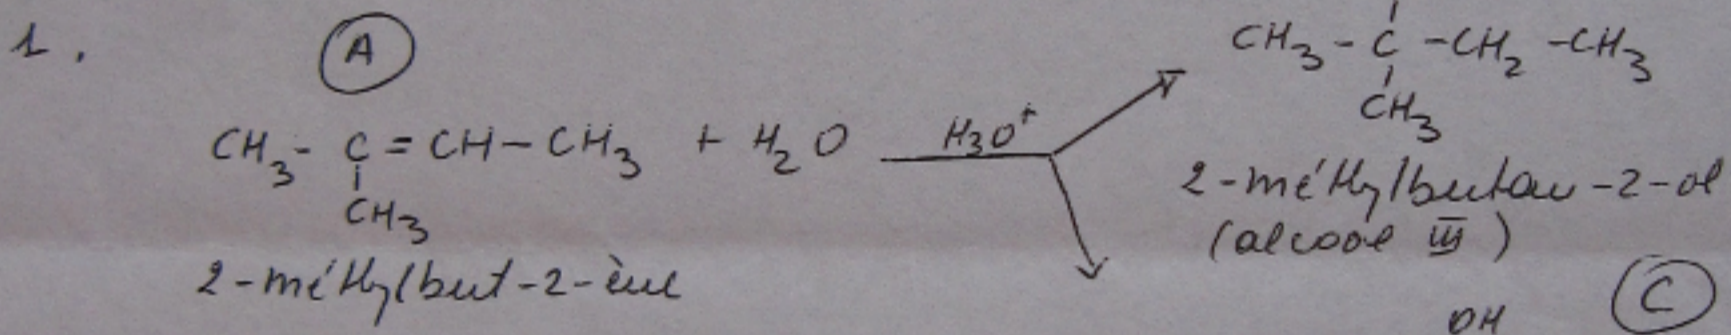 1. A
CH3 - C = CH - CH3 + H2O H3O+
CH3
2-méthylbut-2-ène
CH3 - C - CH2 - CH3
CH3
2-méthylbutan-2-ol
(alcool III)
C
OH